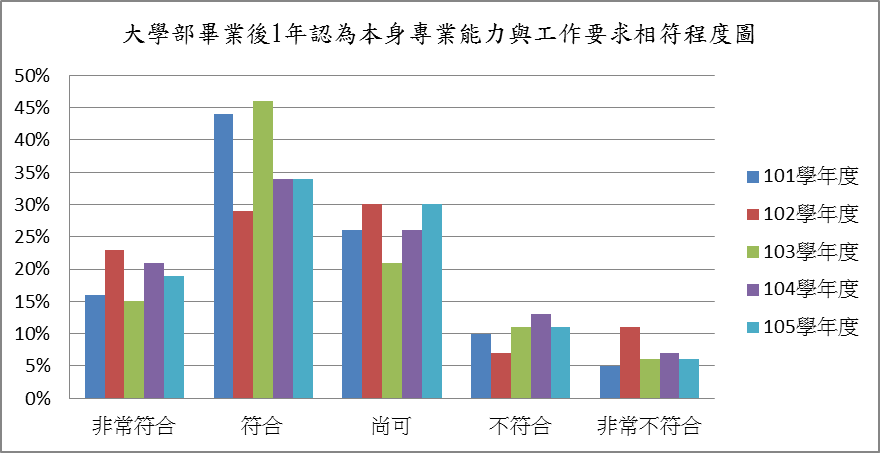 大學部畢業後1年認為本身專業能力與工作要求相符程度圖
50%
45%
40%
35%
30%
25%
20%
15%
10%
5%
0%
非常符合
符合
尚可
不符合
非常不符合
101學年度
102學年度
103學年度
104學年度
105學年度